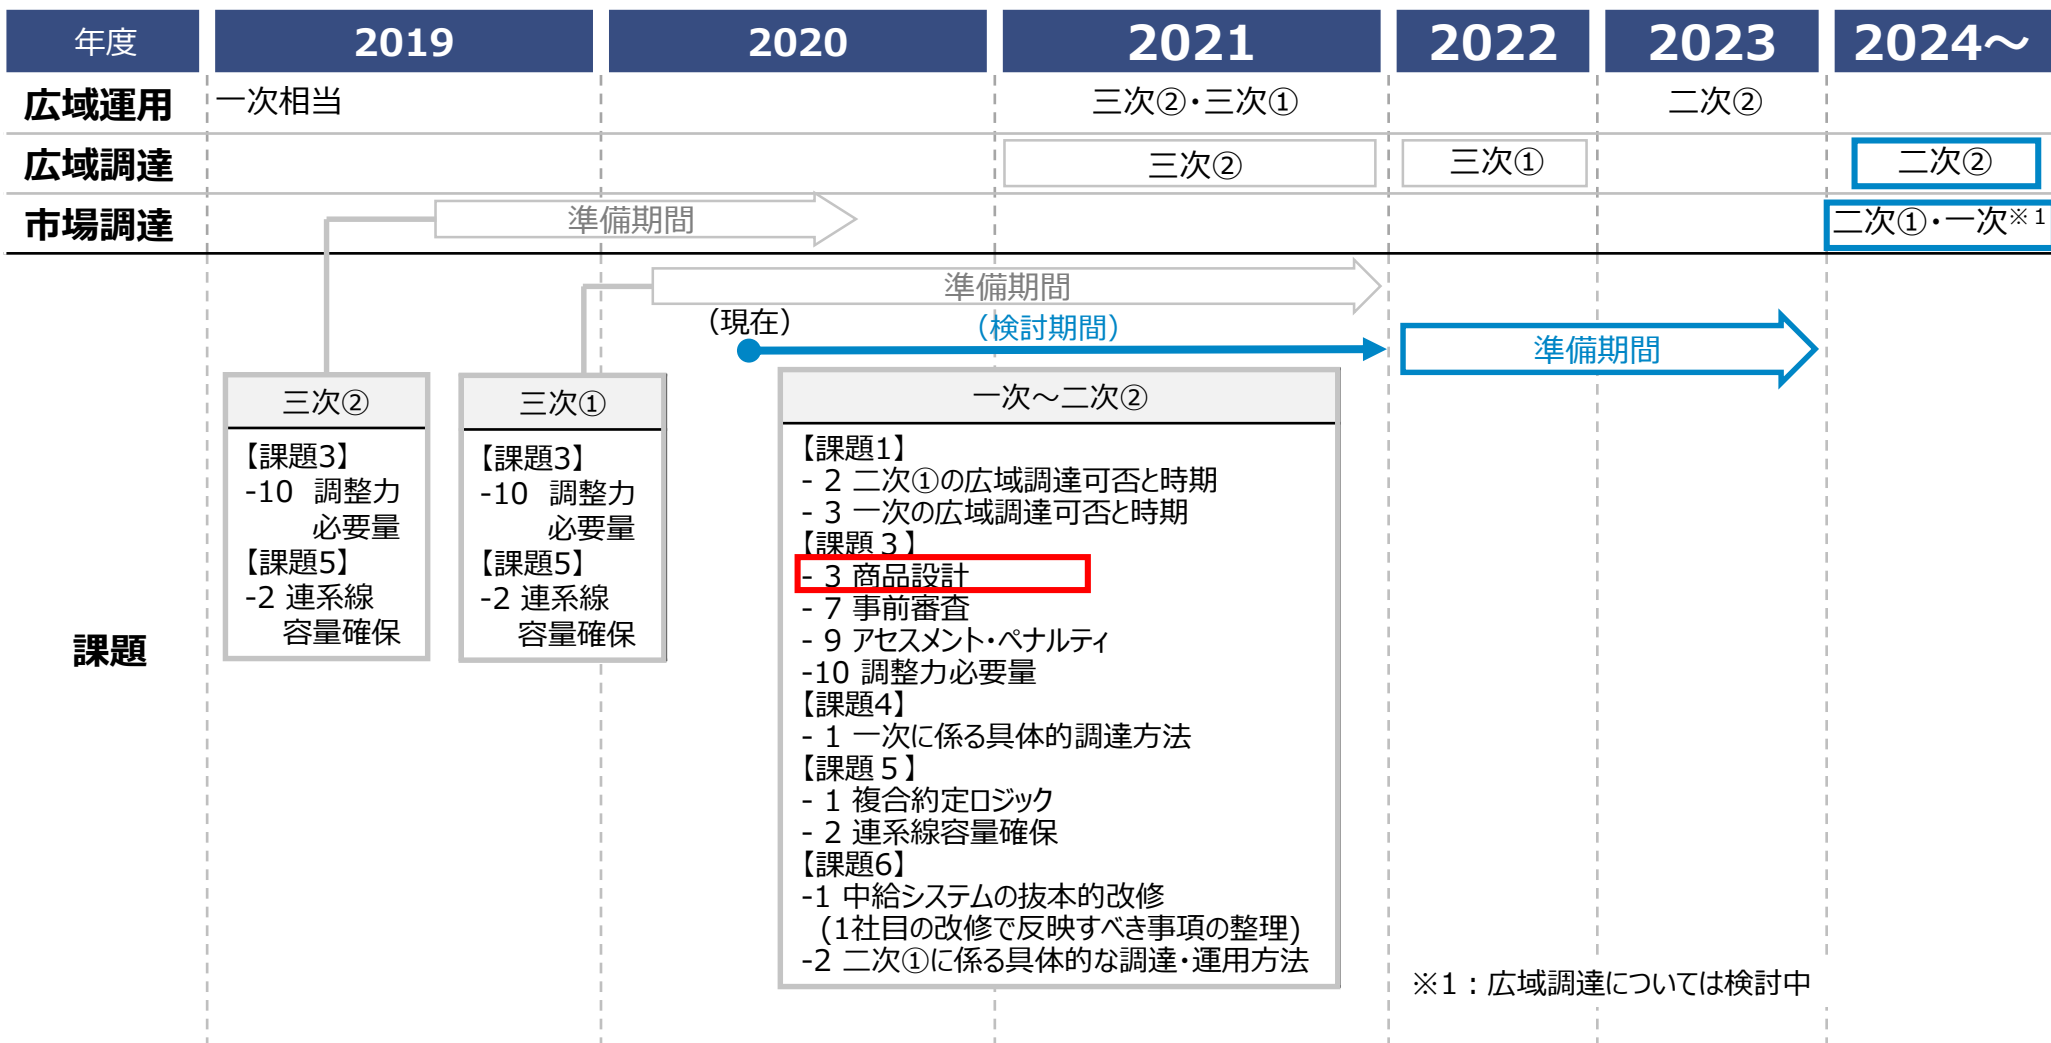 年度 2019 2020 2021 2022 2023 2024～
広域運用 一次相当 三次②・三次① 二次②
広域調達 三次② 三次① 二次②
市場調達 準備期間 二次①・一次※1
準備期間
（現在） （検討期間） 準備期間
課題
三次②
【課題3】
-10 調整力
必要量
【課題5】
-2 連系線
容量確保
三次①
【課題3】
-10 調整力
必要量
【課題5】
-2 連系線
容量確保
一次～二次②
【課題1】
- 2 二次①の広域調達可否と時期
- 3 一次の広域調達可否と時期
【課題３】
- 3 商品設計
- 7 事前審査
- 9 アセスメント・ペナルティ
-10 調整力必要量
【課題4】
- 1 一次に係る具体的調達方法
【課題５】
- 1 複合約定ロジック
- 2 連系線容量確保
【課題6】
-1 中給システムの抜本的改修
(1社目の改修で反映すべき事項の整理)
-2 二次①に係る具体的な調達・運用方法
※1：広域調達については検討中